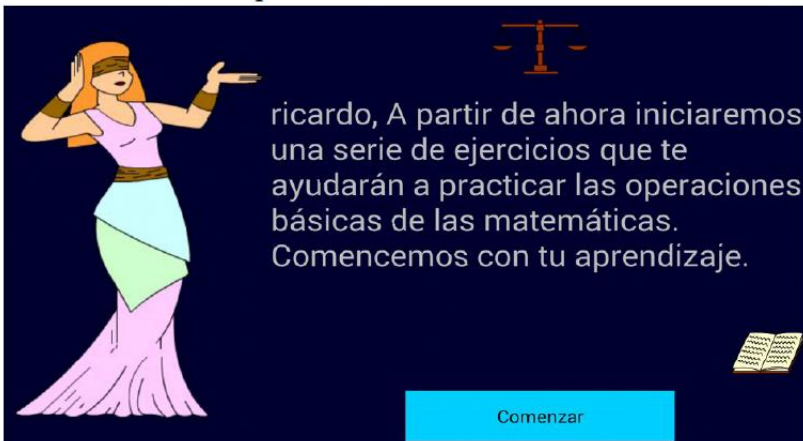 ricardo, A partir de ahora iniciaremos
una serie de ejercicios que te
ayudarán a practicar las operaciones
básicas de las matemáticas.
Comencemos con tu aprendizaje.
Comenzar